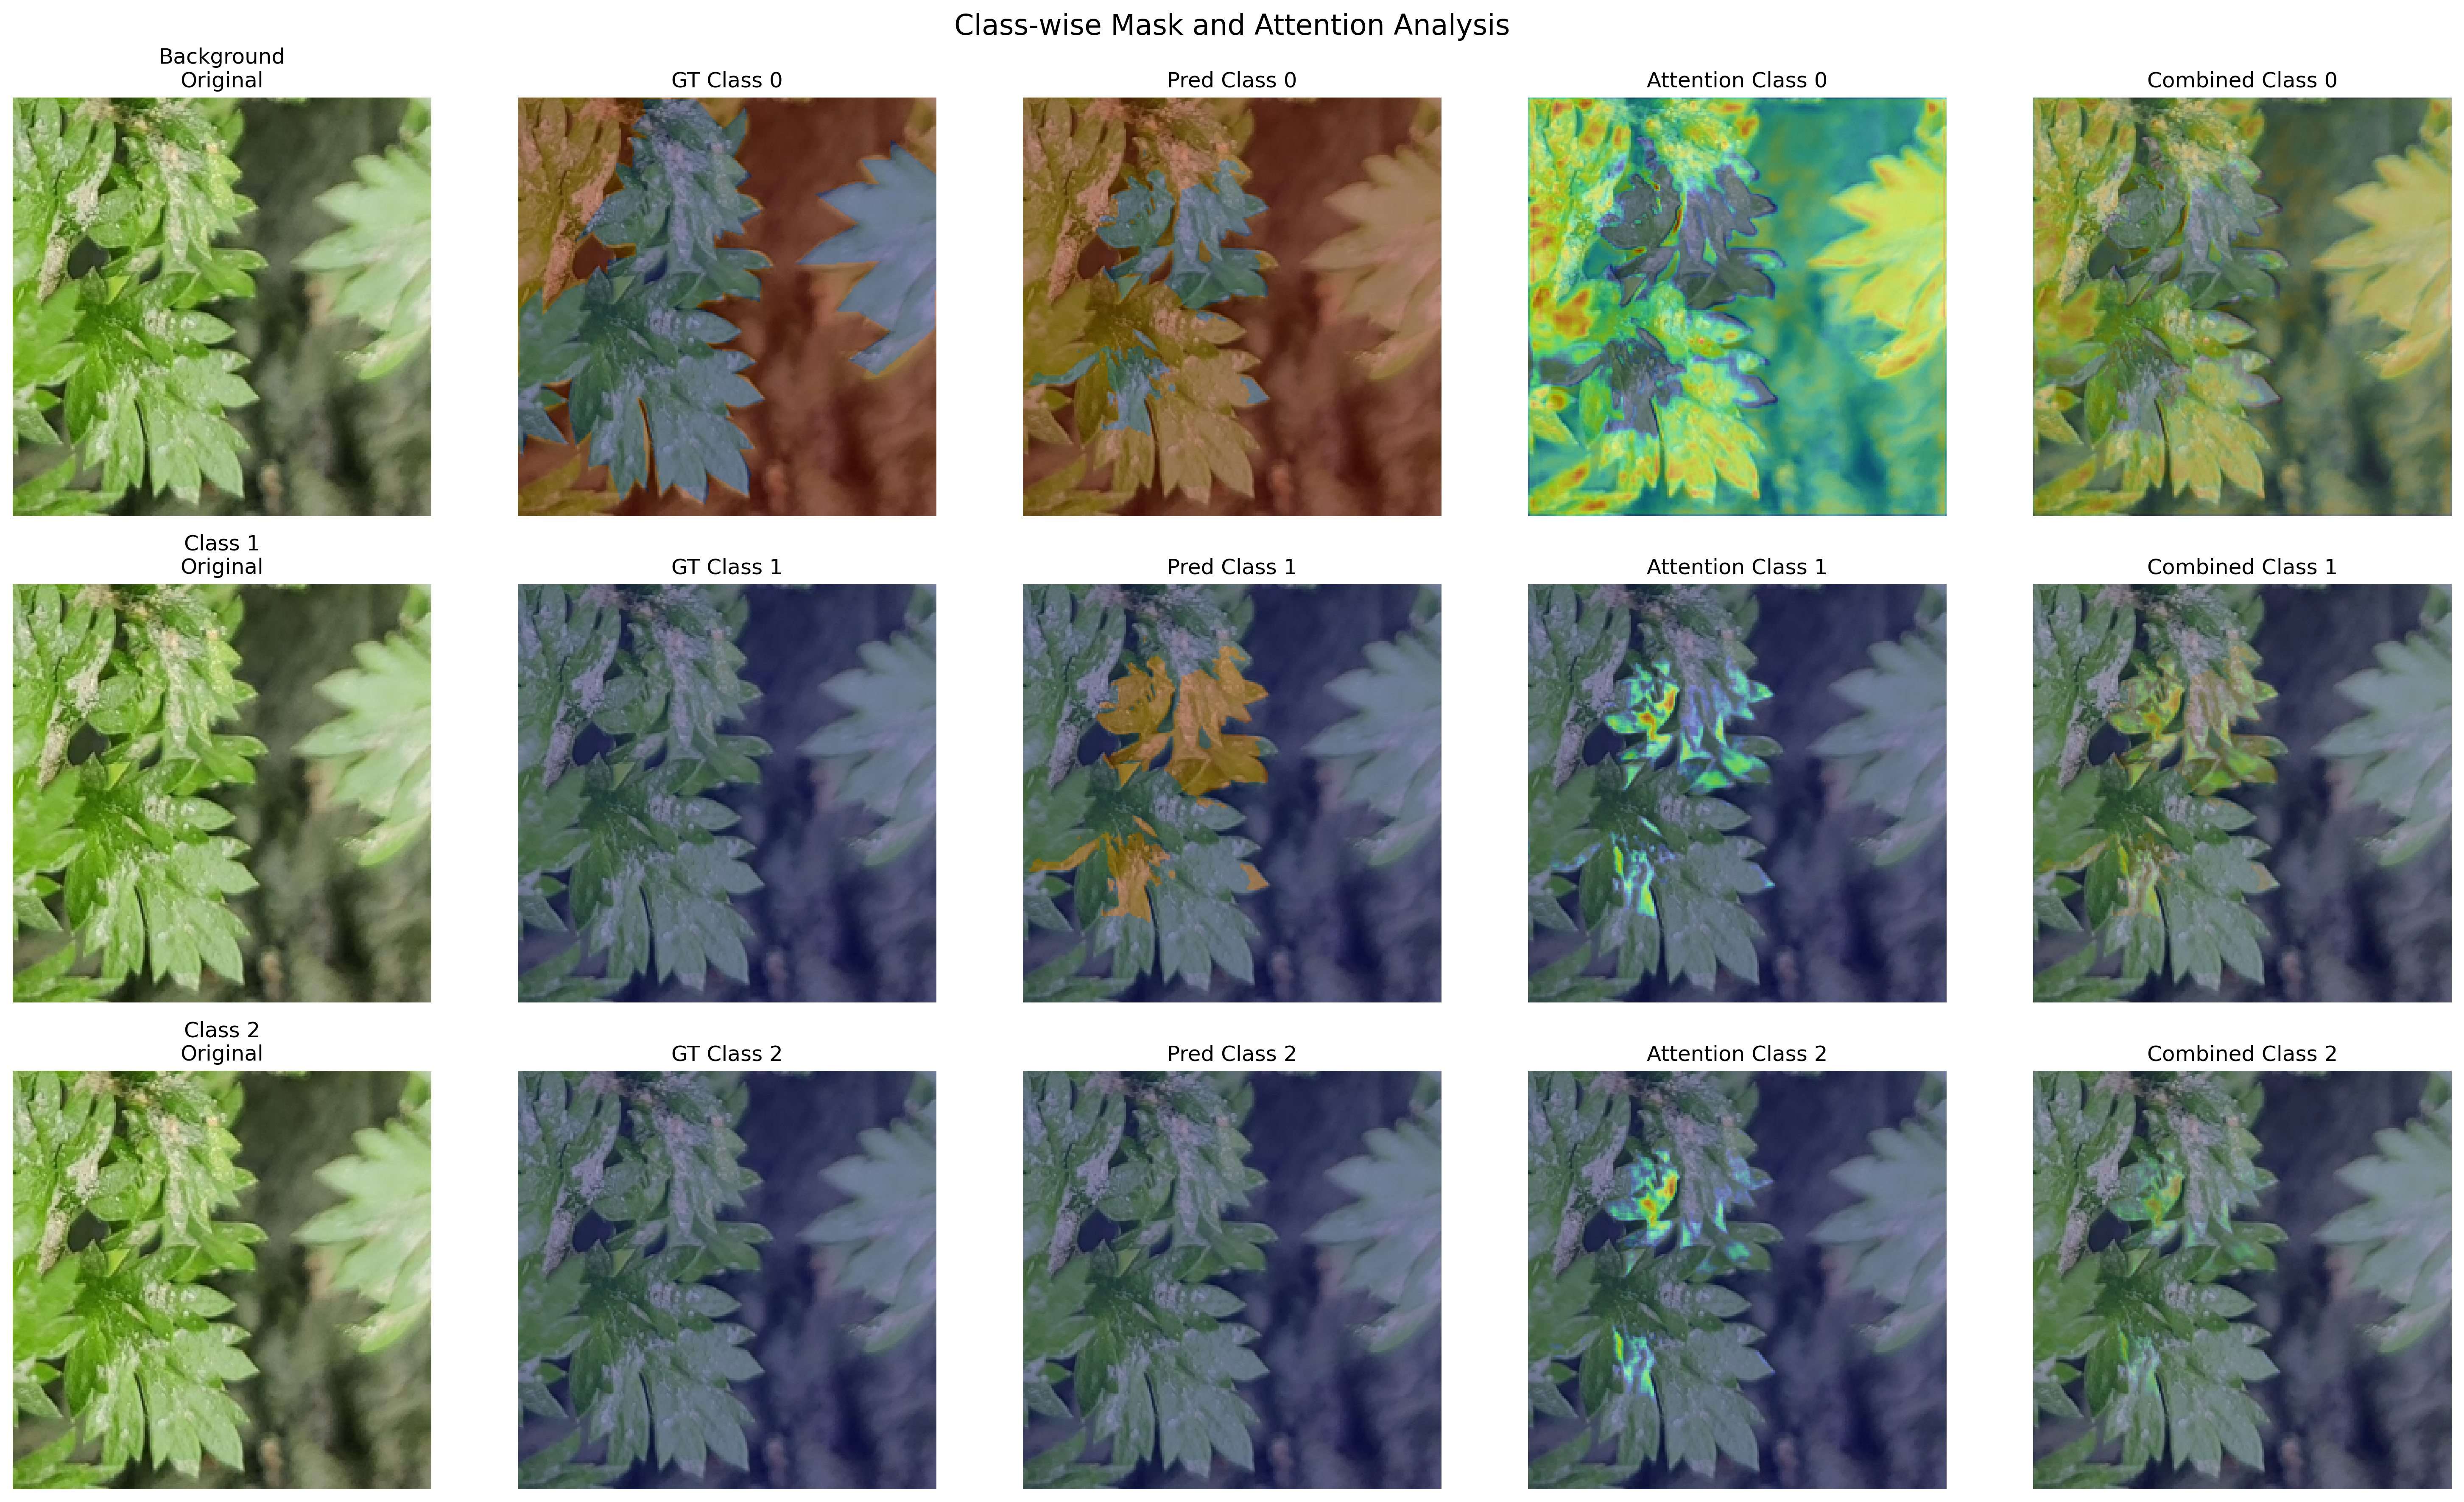 Class-wise Mask and Attention Analysis
Background
Original
GT Class 0
Pred Class 0
Attention Class 0
Combined Class 0
Class 1
Original
GT Class 1
Pred Class 1
Attention Class 1
Combined Class 1
Class 2
Original
GT Class 2
Pred Class 2
Attention Class 2
Combined Class 2